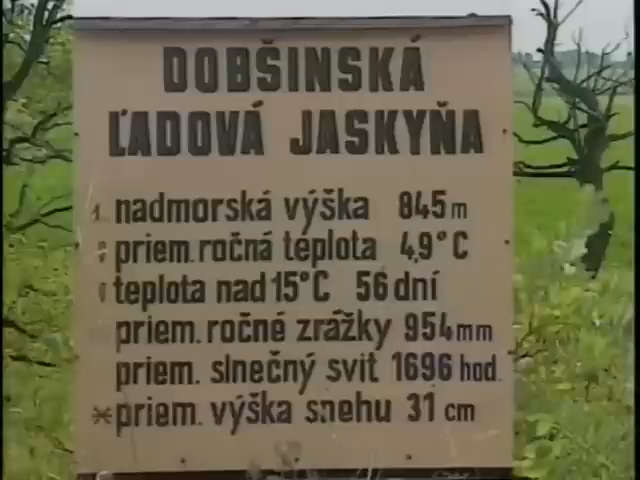 DOBŠINSKÁ
ĽADOVÁ JASKYŇA
nadmorská výška 845 m
priem. ročná teplota 4,9° C
teplota nad 15°C 56 dní
priem. ročné zrážky 954 mm
priem. slnečný svit 1696 hod.
priem. výška snehu 31 cm